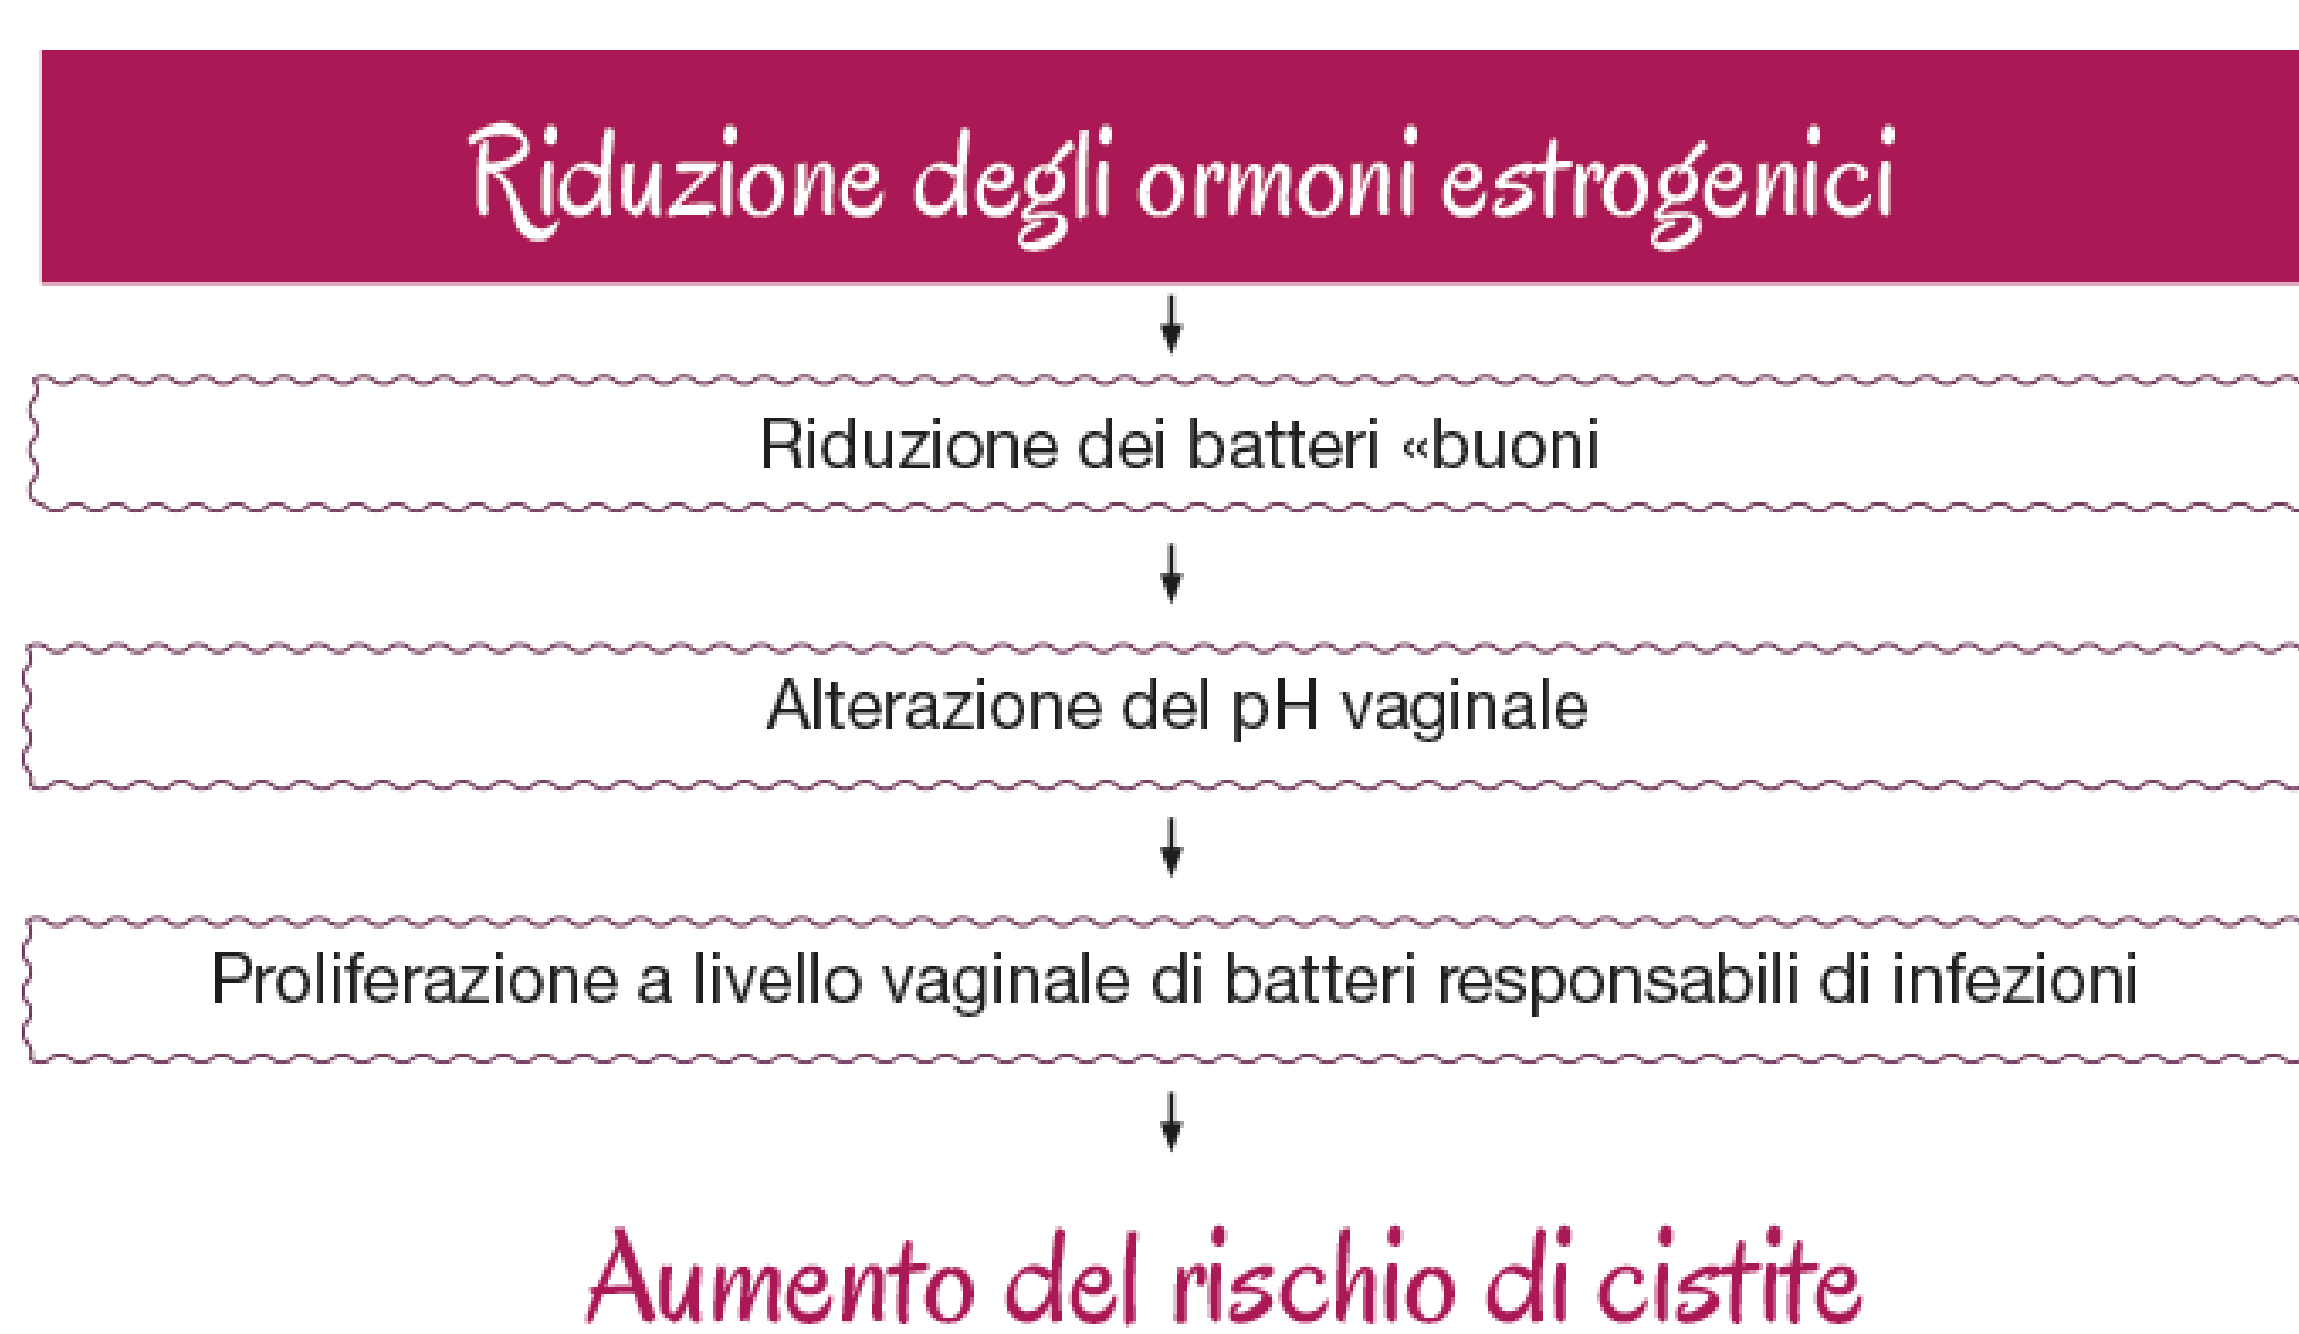 Riduzione degli ormoni estrogenici
Riduzione dei batteri «buoni
Alterazione del pH vaginale
Proliferazione a livello vaginale di batteri responsabili di infezioni
Aumento del rischio di cistite